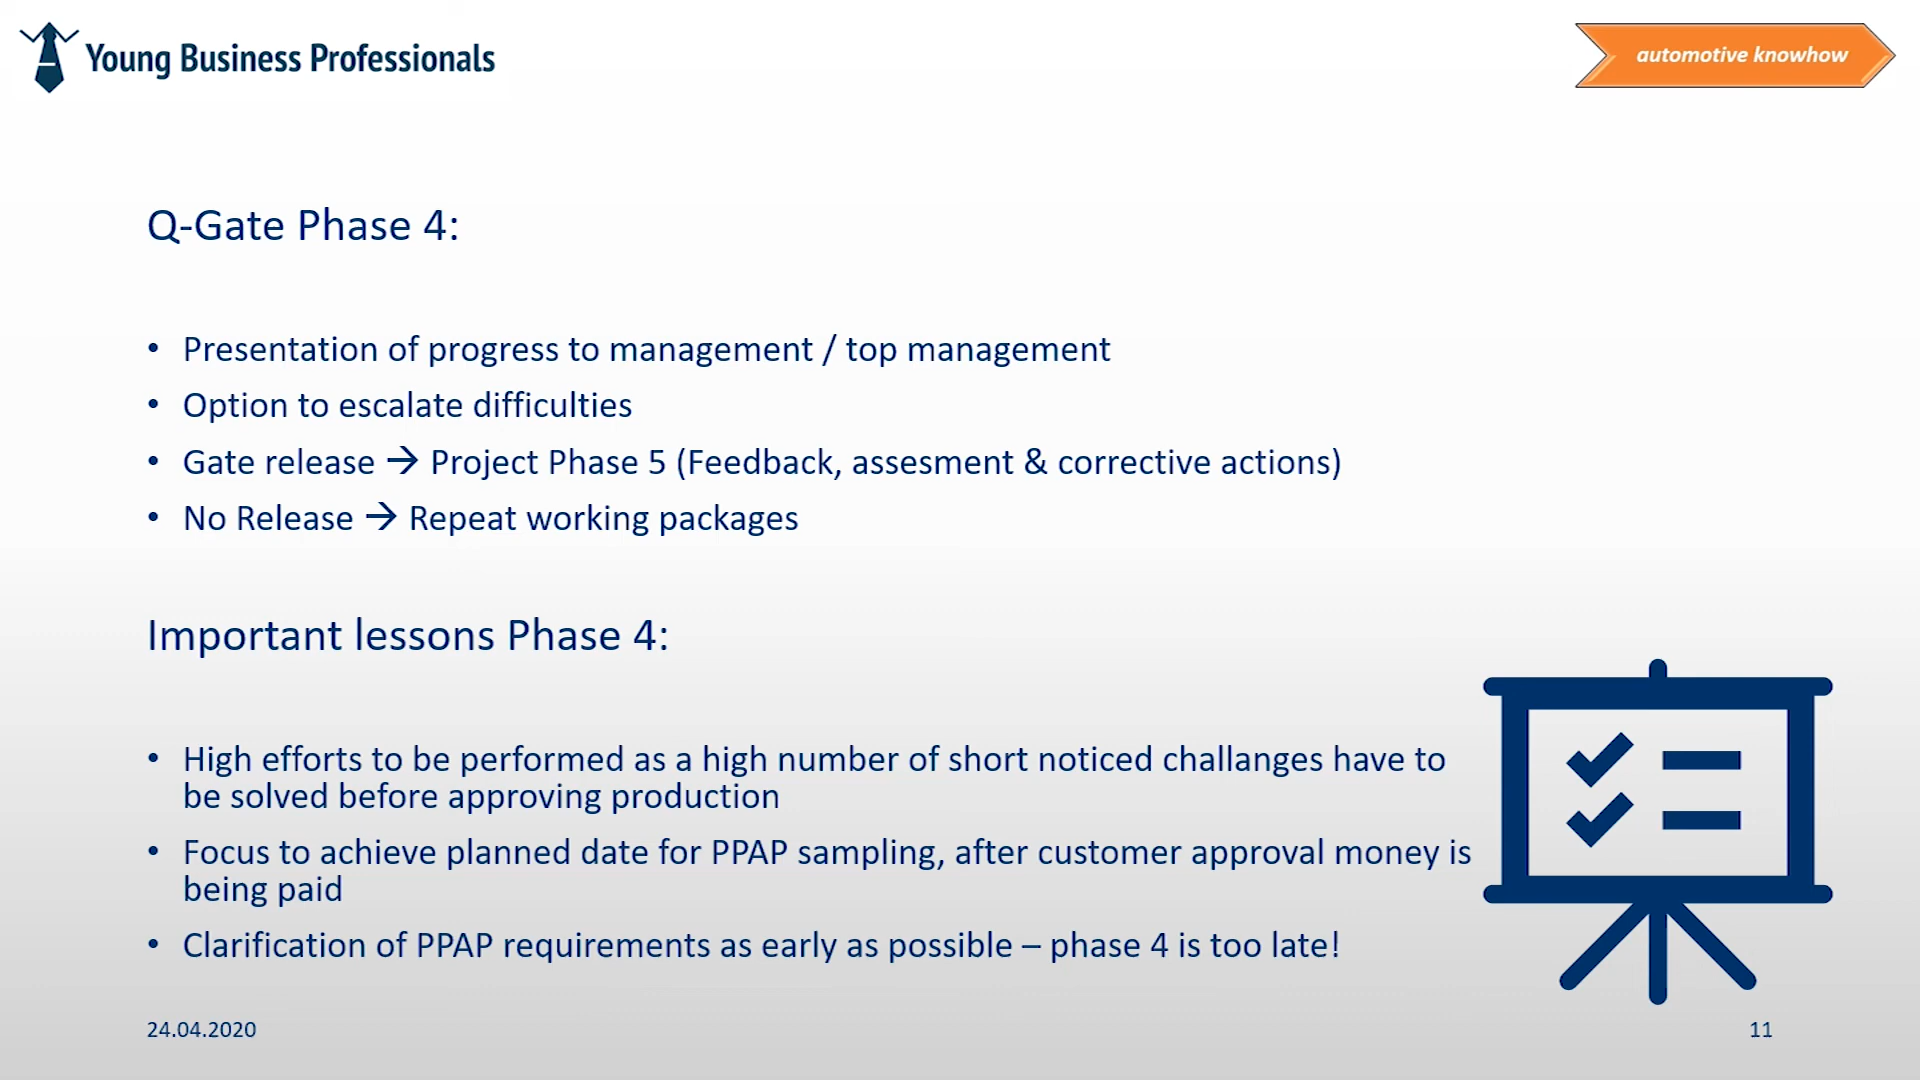 Young Business Professionals
automotive knowhow
Q-Gate Phase 4:
• Presentation of progress to management / top management
• Option to escalate difficulties
• Gate release → Project Phase 5 (Feedback, assesment & corrective actions)
• No Release → Repeat working packages
Important lessons Phase 4:
• High efforts to be performed as a high number of short noticed challanges have to
be solved before approving production
• Focus to achieve planned date for PPAP sampling, after customer approval money is
being paid
• Clarification of PPAP requirements as early as possible – phase 4 is too late!
24.04.2020
11